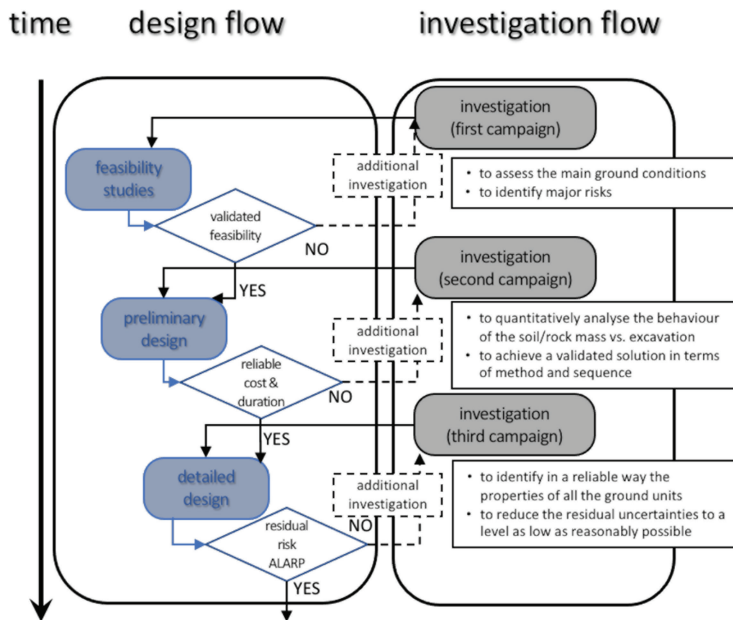 time
design flow
investigation flow
investigation
(first campaign)
feasibility
studies
additional
investigation
• to assess the main ground conditions
• to identify major risks
validated
feasibility
NO
YES
investigation
(second campaign)
preliminary
design
additional
investigation
• to quantitatively analyse the behaviour
of the soil/rock mass vs. excavation
• to achieve a validated solution in terms
of method and sequence
reliable
cost &
duration
NO
YES
investigation
(third campaign)
detailed
design
additional
investigation
• to identify in a reliable way the
properties of all the ground units
• to reduce the residual uncertainties to a
level as low as reasonably possible
residual
risk
ALARP
NO
YES